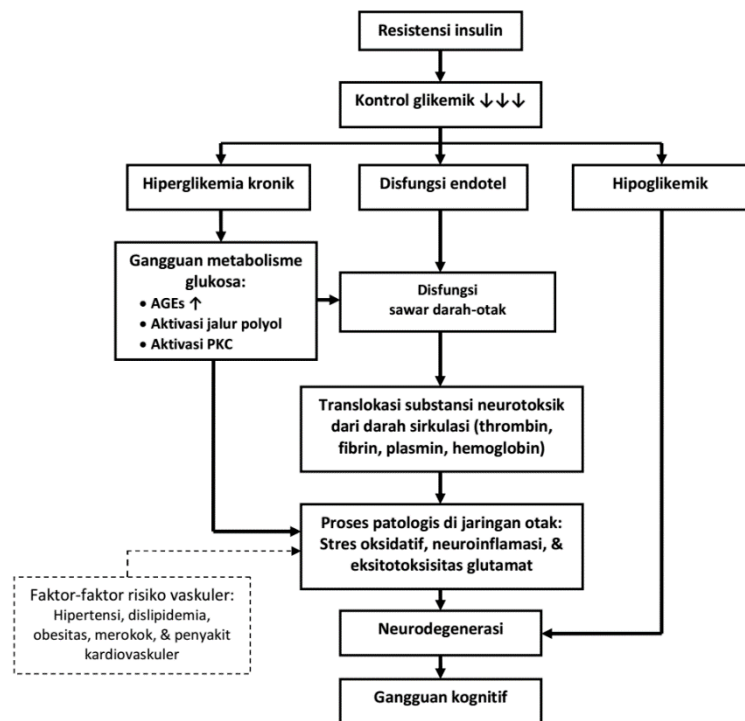 Resistensi insulin
Kontrol glikemik ↓↓↓
Hiperglikemia kronik
Disfungsi endotel
Hipoglikemik
Gangguan metabolisme
glukosa:
• AGEs ↑
• Aktivasi jalur polyol
• Aktivasi PKC
Disfungsi
sawar darah-otak
Translokasi substansi neurotoksik
dari darah sirkulasi (thrombin,
fibrin, plasmin, hemoglobin)
Proses patologis di jaringan otak:
Stres oksidatif, neuroinflamasi, &
eksitotoksisitas glutamat
Faktor-faktor risiko vaskuler:
Hipertensi, dislipidemia,
obesitas, merokok, & penyakit
kardiovaskuler
Neurodegenerasi
Gangguan kognitif